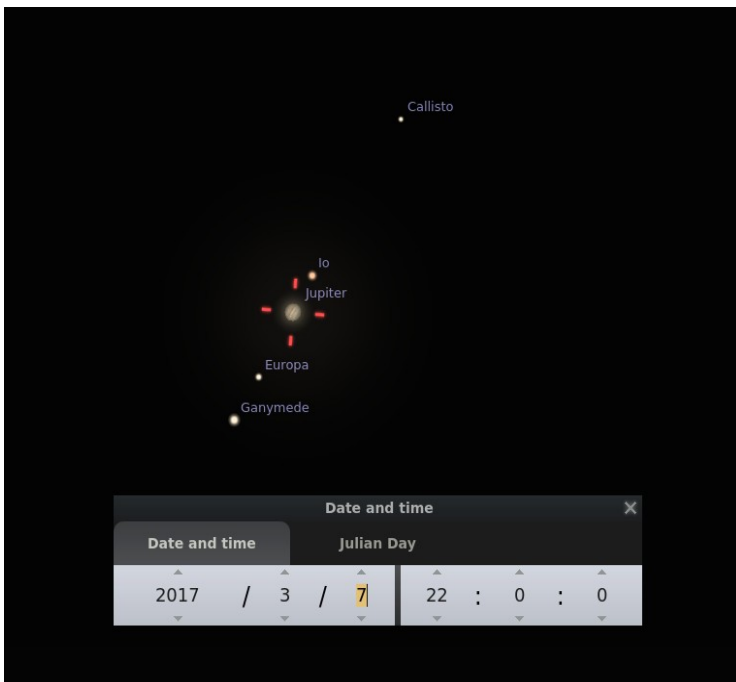 Callisto
Io
Jupiter
Europa
Ganymede
Date and time
Date and time Julian Day
2017 / 3 / 7 22 : 0 : 0